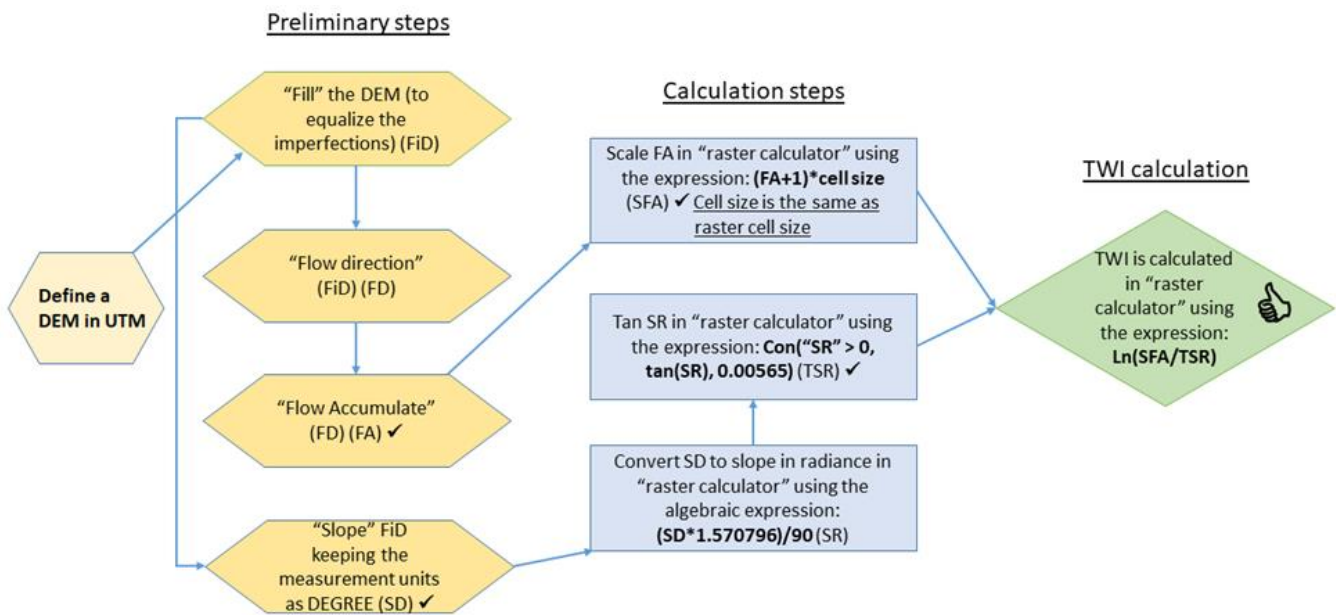 Preliminary steps
“Fill” the DEM (to
equalize the
imperfections) (FiD)
“Flow direction”
(FiD) (FD)
Define a
DEM in UTM
“Flow Accumulate”
(FD) (FA) ✓
“Slope” FiD
keeping the
measurement units
as DEGREE (SD) ✓
Calculation steps
Scale FA in “raster calculator” using
the expression: (FA+1)*cell size
(SFA) ✓ Cell size is the same as
raster cell size
Tan SR in “raster calculator” using
the expression: Con(“SR” > 0,
tan(SR), 0.00565) (TSR) ✓
Convert SD to slope in radiance in
“raster calculator” using the
algebraic expression:
(SD*1.570796)/90 (SR)
TWI calculation
TWI is calculated
in “raster
calculator” using
the expression:
Ln(SFA/TSR)